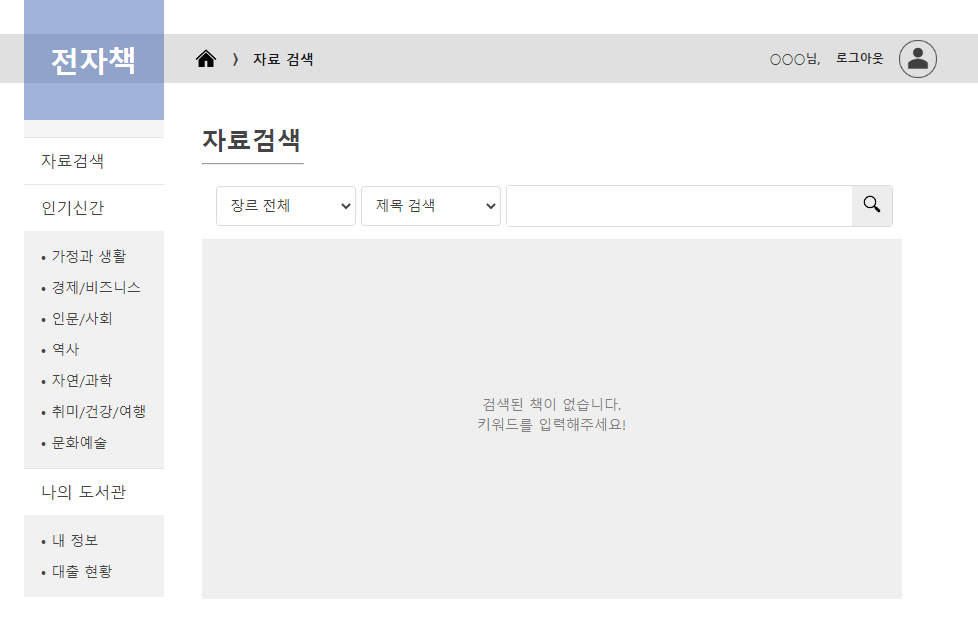 전자책
〉 자료 검색
○○○님, 로그아웃
자료검색
인기신간
• 가정과 생활
• 경제/비즈니스
• 인문/사회
• 역사
• 자연/과학
• 취미/건강/여행
• 문화예술
나의 도서관
• 내 정보
• 대출 현황
자료검색
장르 전체 제목 검색
검색된 책이 없습니다.
키워드를 입력해주세요!